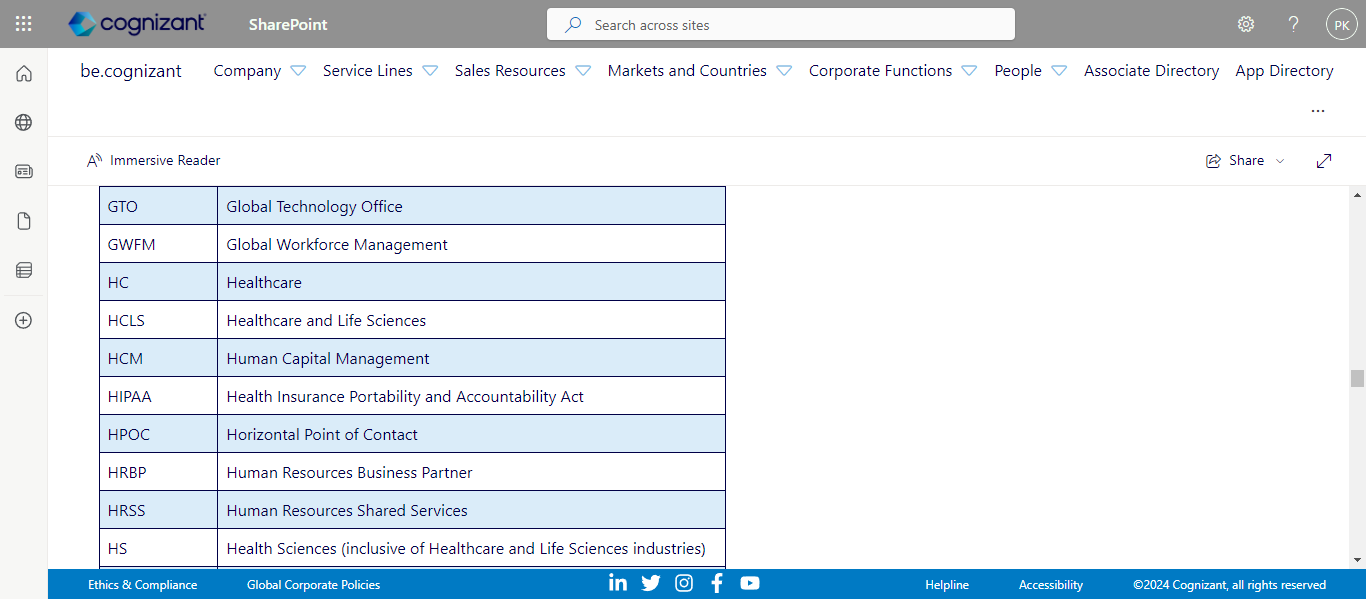 cognizant SharePoint Search across sites ? PK
be.cognizant Company Service Lines Sales Resources Markets and Countries Corporate Functions People Associate Directory App Directory
...
Immersive Reader Share
GTO Global Technology Office
GWFM Global Workforce Management
HC Healthcare
HCLS Healthcare and Life Sciences
HCM Human Capital Management
HIPAA Health Insurance Portability and Accountability Act
HPOC Horizontal Point of Contact
HRBP Human Resources Business Partner
HRSS Human Resources Shared Services
HS Health Sciences (inclusive of Healthcare and Life Sciences industries)
Ethics & Compliance Global Corporate Policies Helpline Accessibility ©2024 Cognizant, all rights reserved